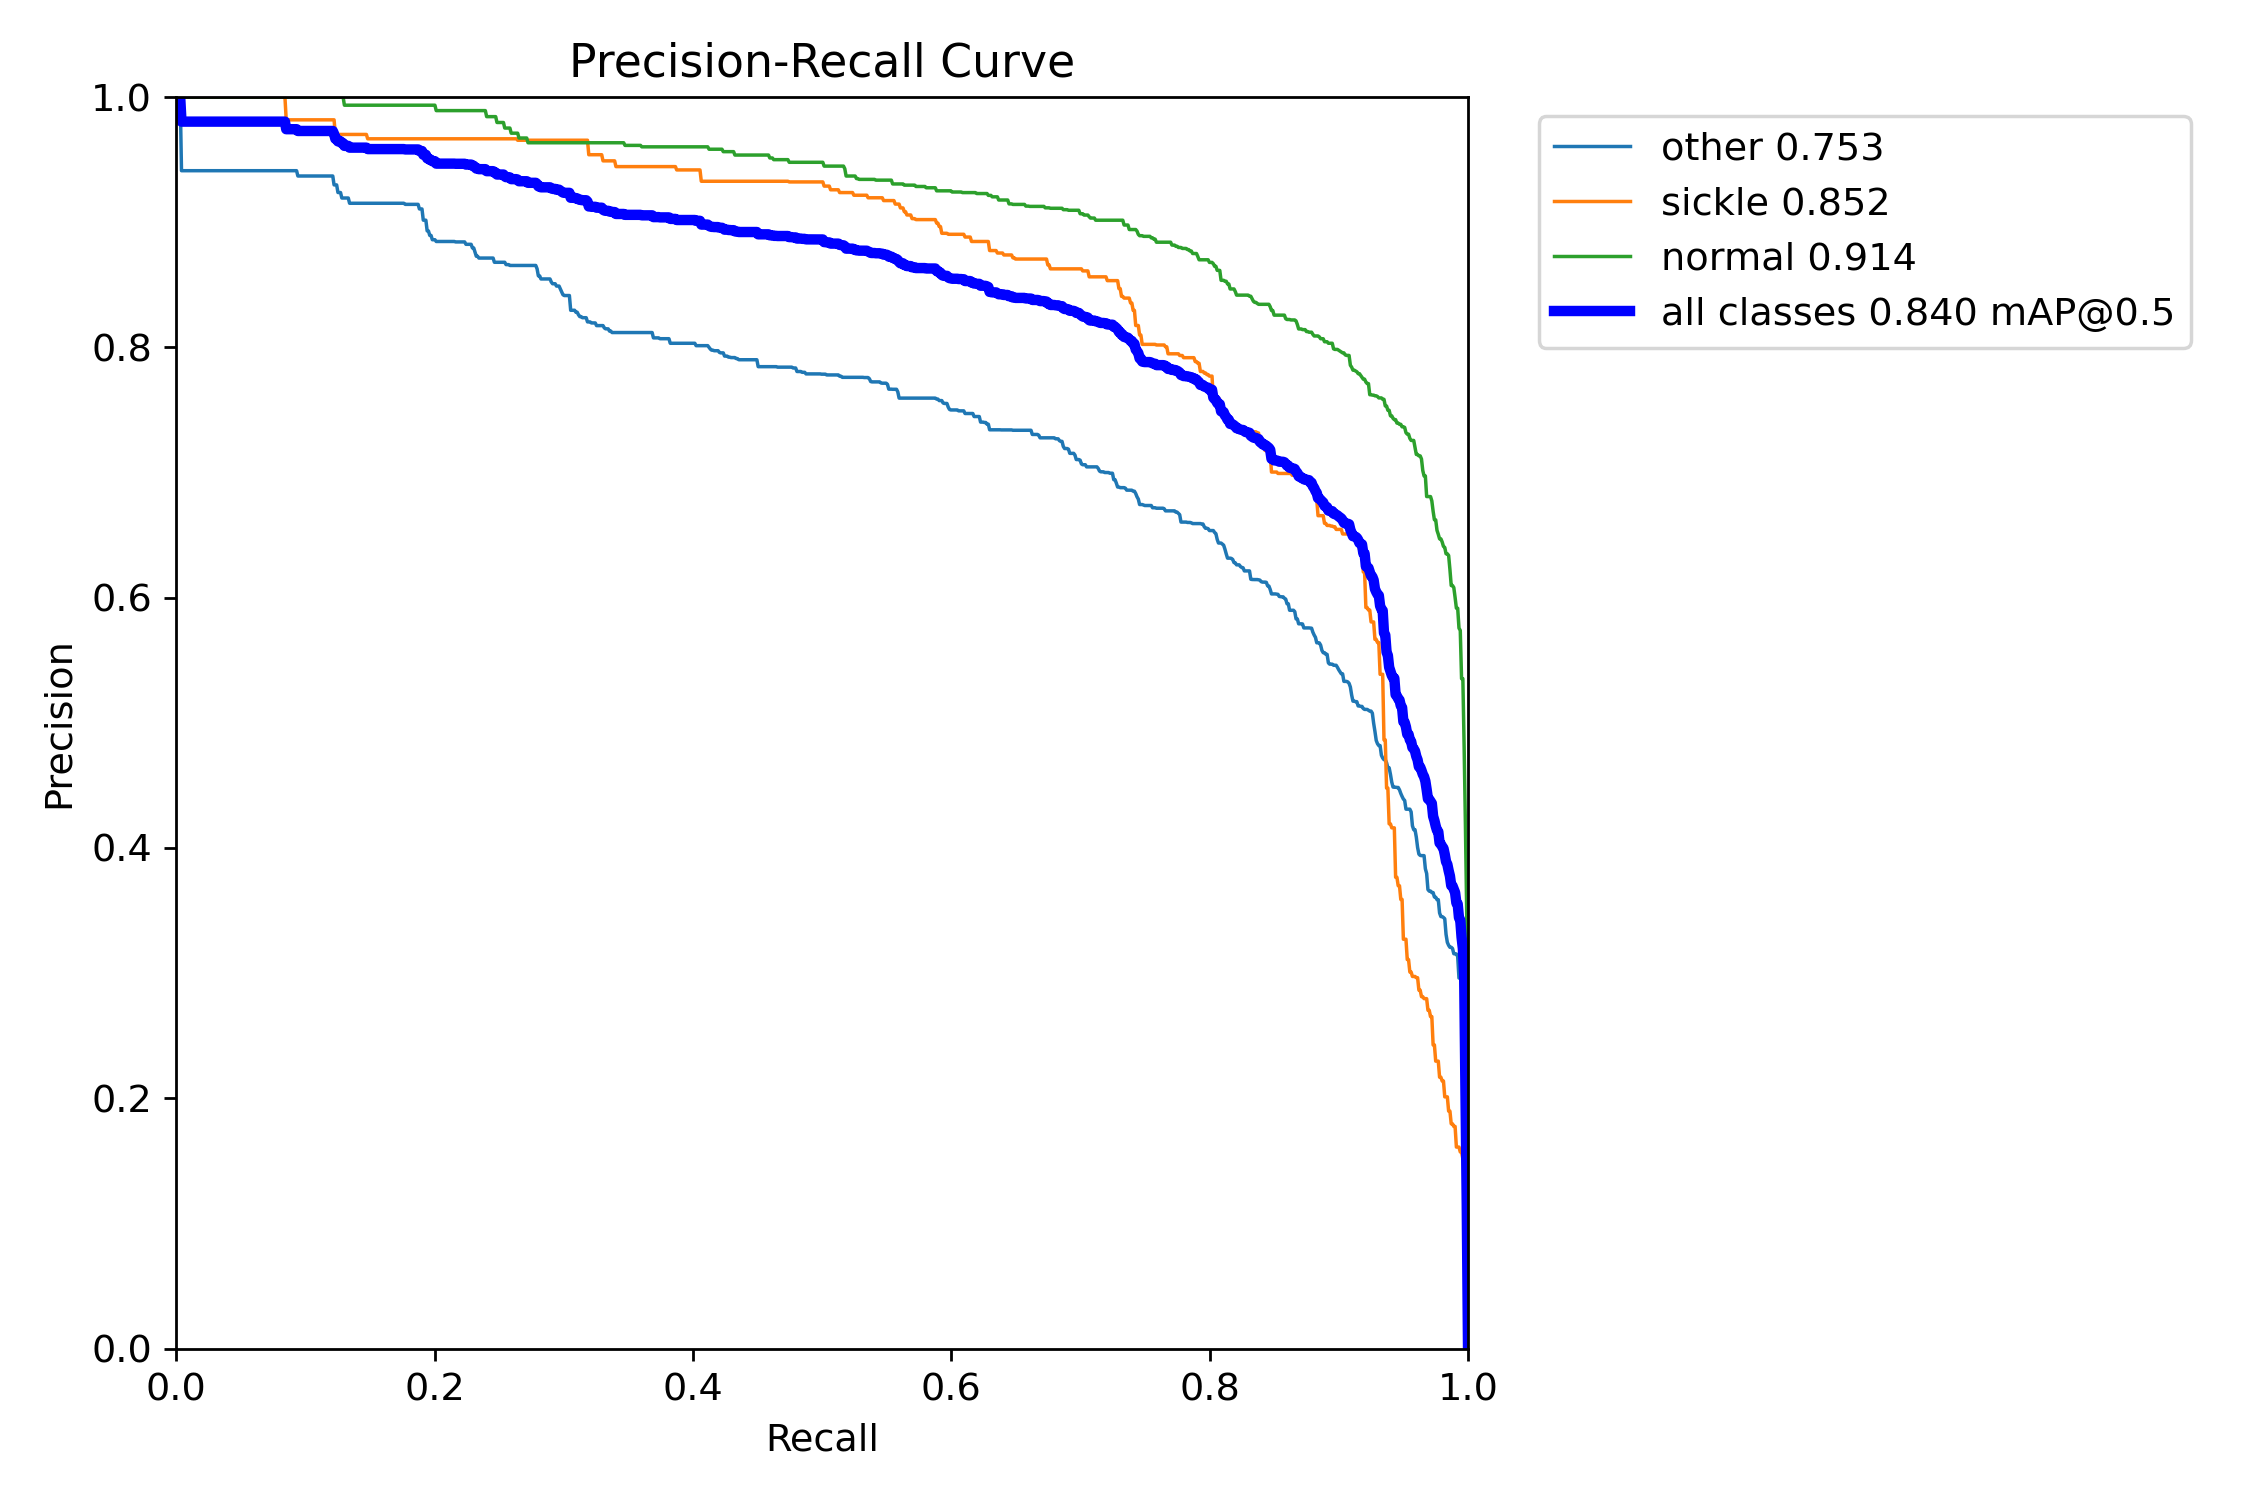 Precision-Recall Curve
1.0
0.8
0.6
0.4
0.2
0.0
Precision
0.0 0.2 0.4 0.6 0.8 1.0
Recall
other 0.753
sickle 0.852
normal 0.914
all classes 0.840 mAP@0.5